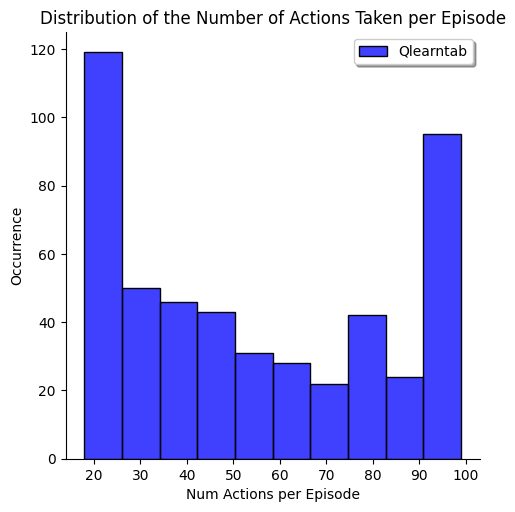 Distribution of the Number of Actions Taken per Episode
Qlearntab
120
100
80
60
40
20
0
Occurrence
20 30 40 50 60 70 80 90 100
Num Actions per Episode